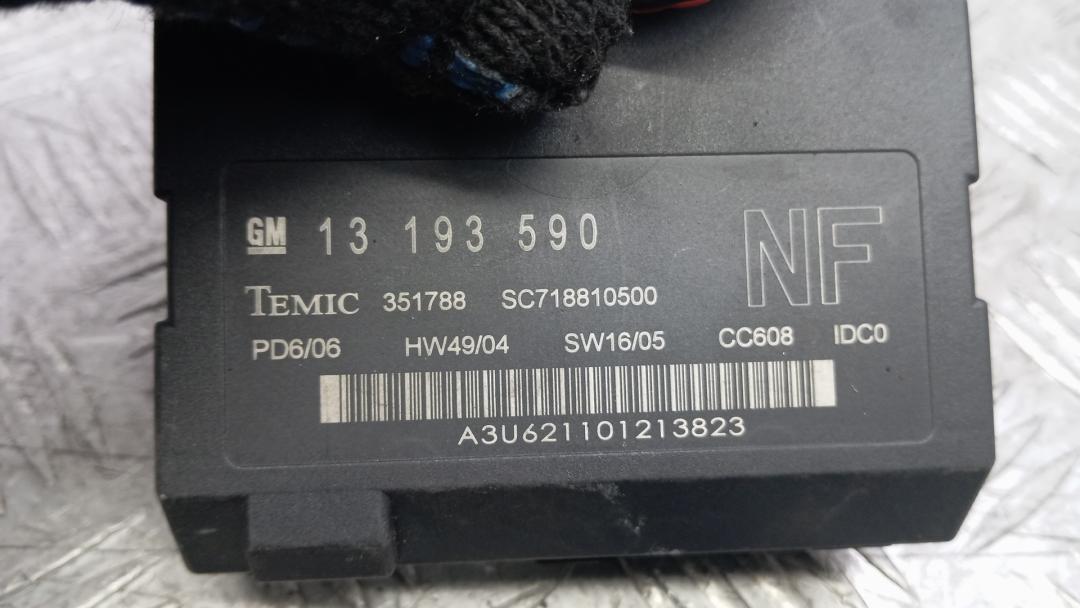 GM 13 193 590 NF
TEMIC 351788 SC718810500
PD6/06 HW49/04 SW16/05 CC608 IDC0
A3U621101213823